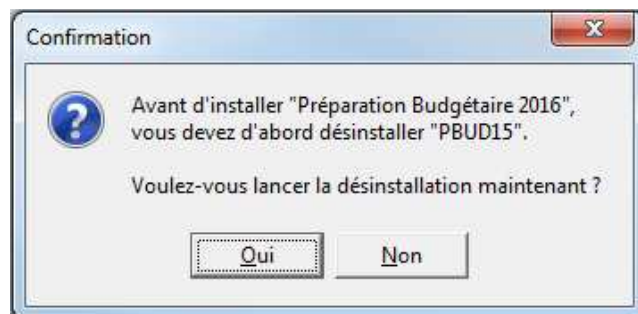 Confirmation
Avant d'installer "Préparation Budgétaire 2016",
vous devez d'abord désinstaller "PBUD15".
Voulez-vous lancer la désinstallation maintenant ?
Oui
Non